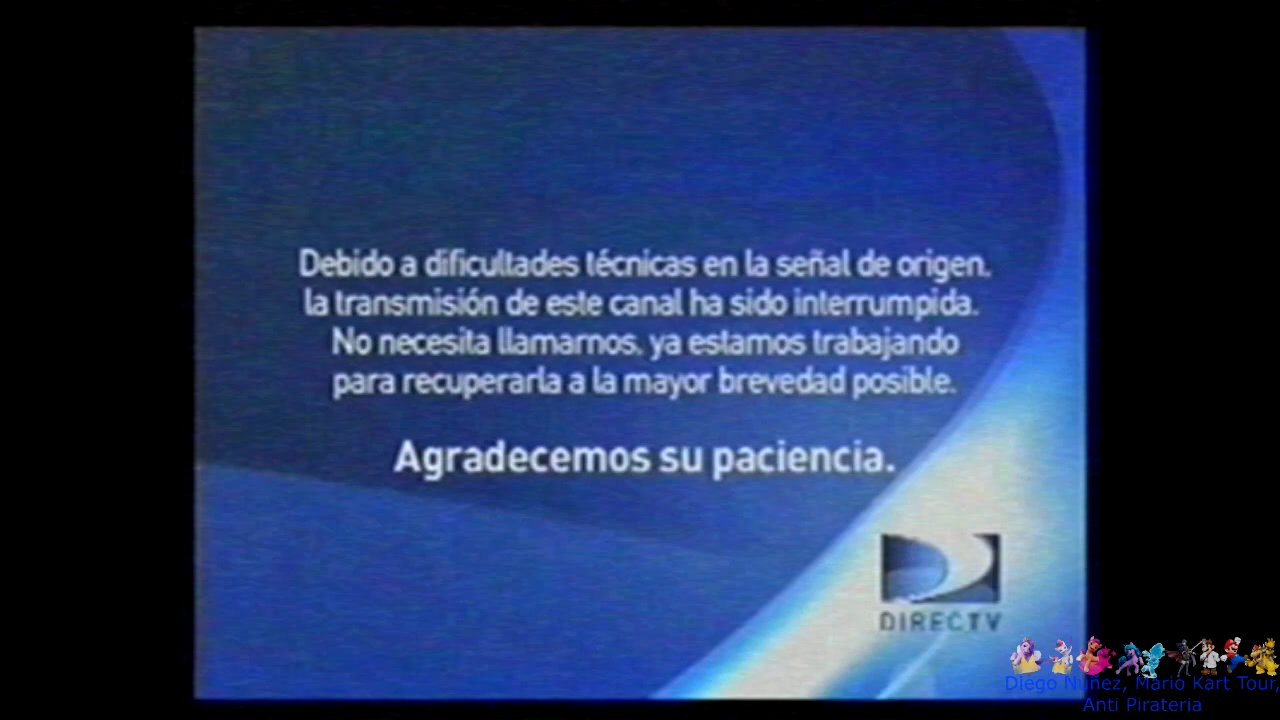 Debido a dificultades técnicas en la señal de origen,
la transmisión de este canal ha sido interrumpida.
No necesita llamarnos, ya estamos trabajando
para recuperarla a la mayor brevedad posible.
Agradecemos su paciencia.
DIRECTV
Diego Nuñez, Mario Kart Tour,
Anti Pirateria